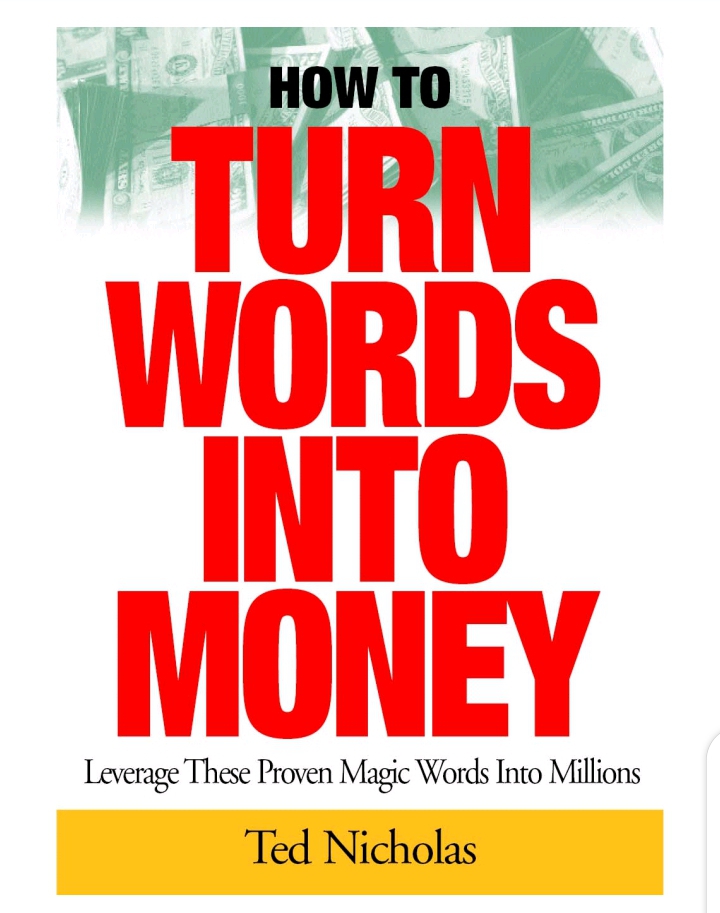 HOW TO
TURN
WORDS
INTO
MONEY
Leverage These Proven Magic Words Into Millions
Ted Nicholas